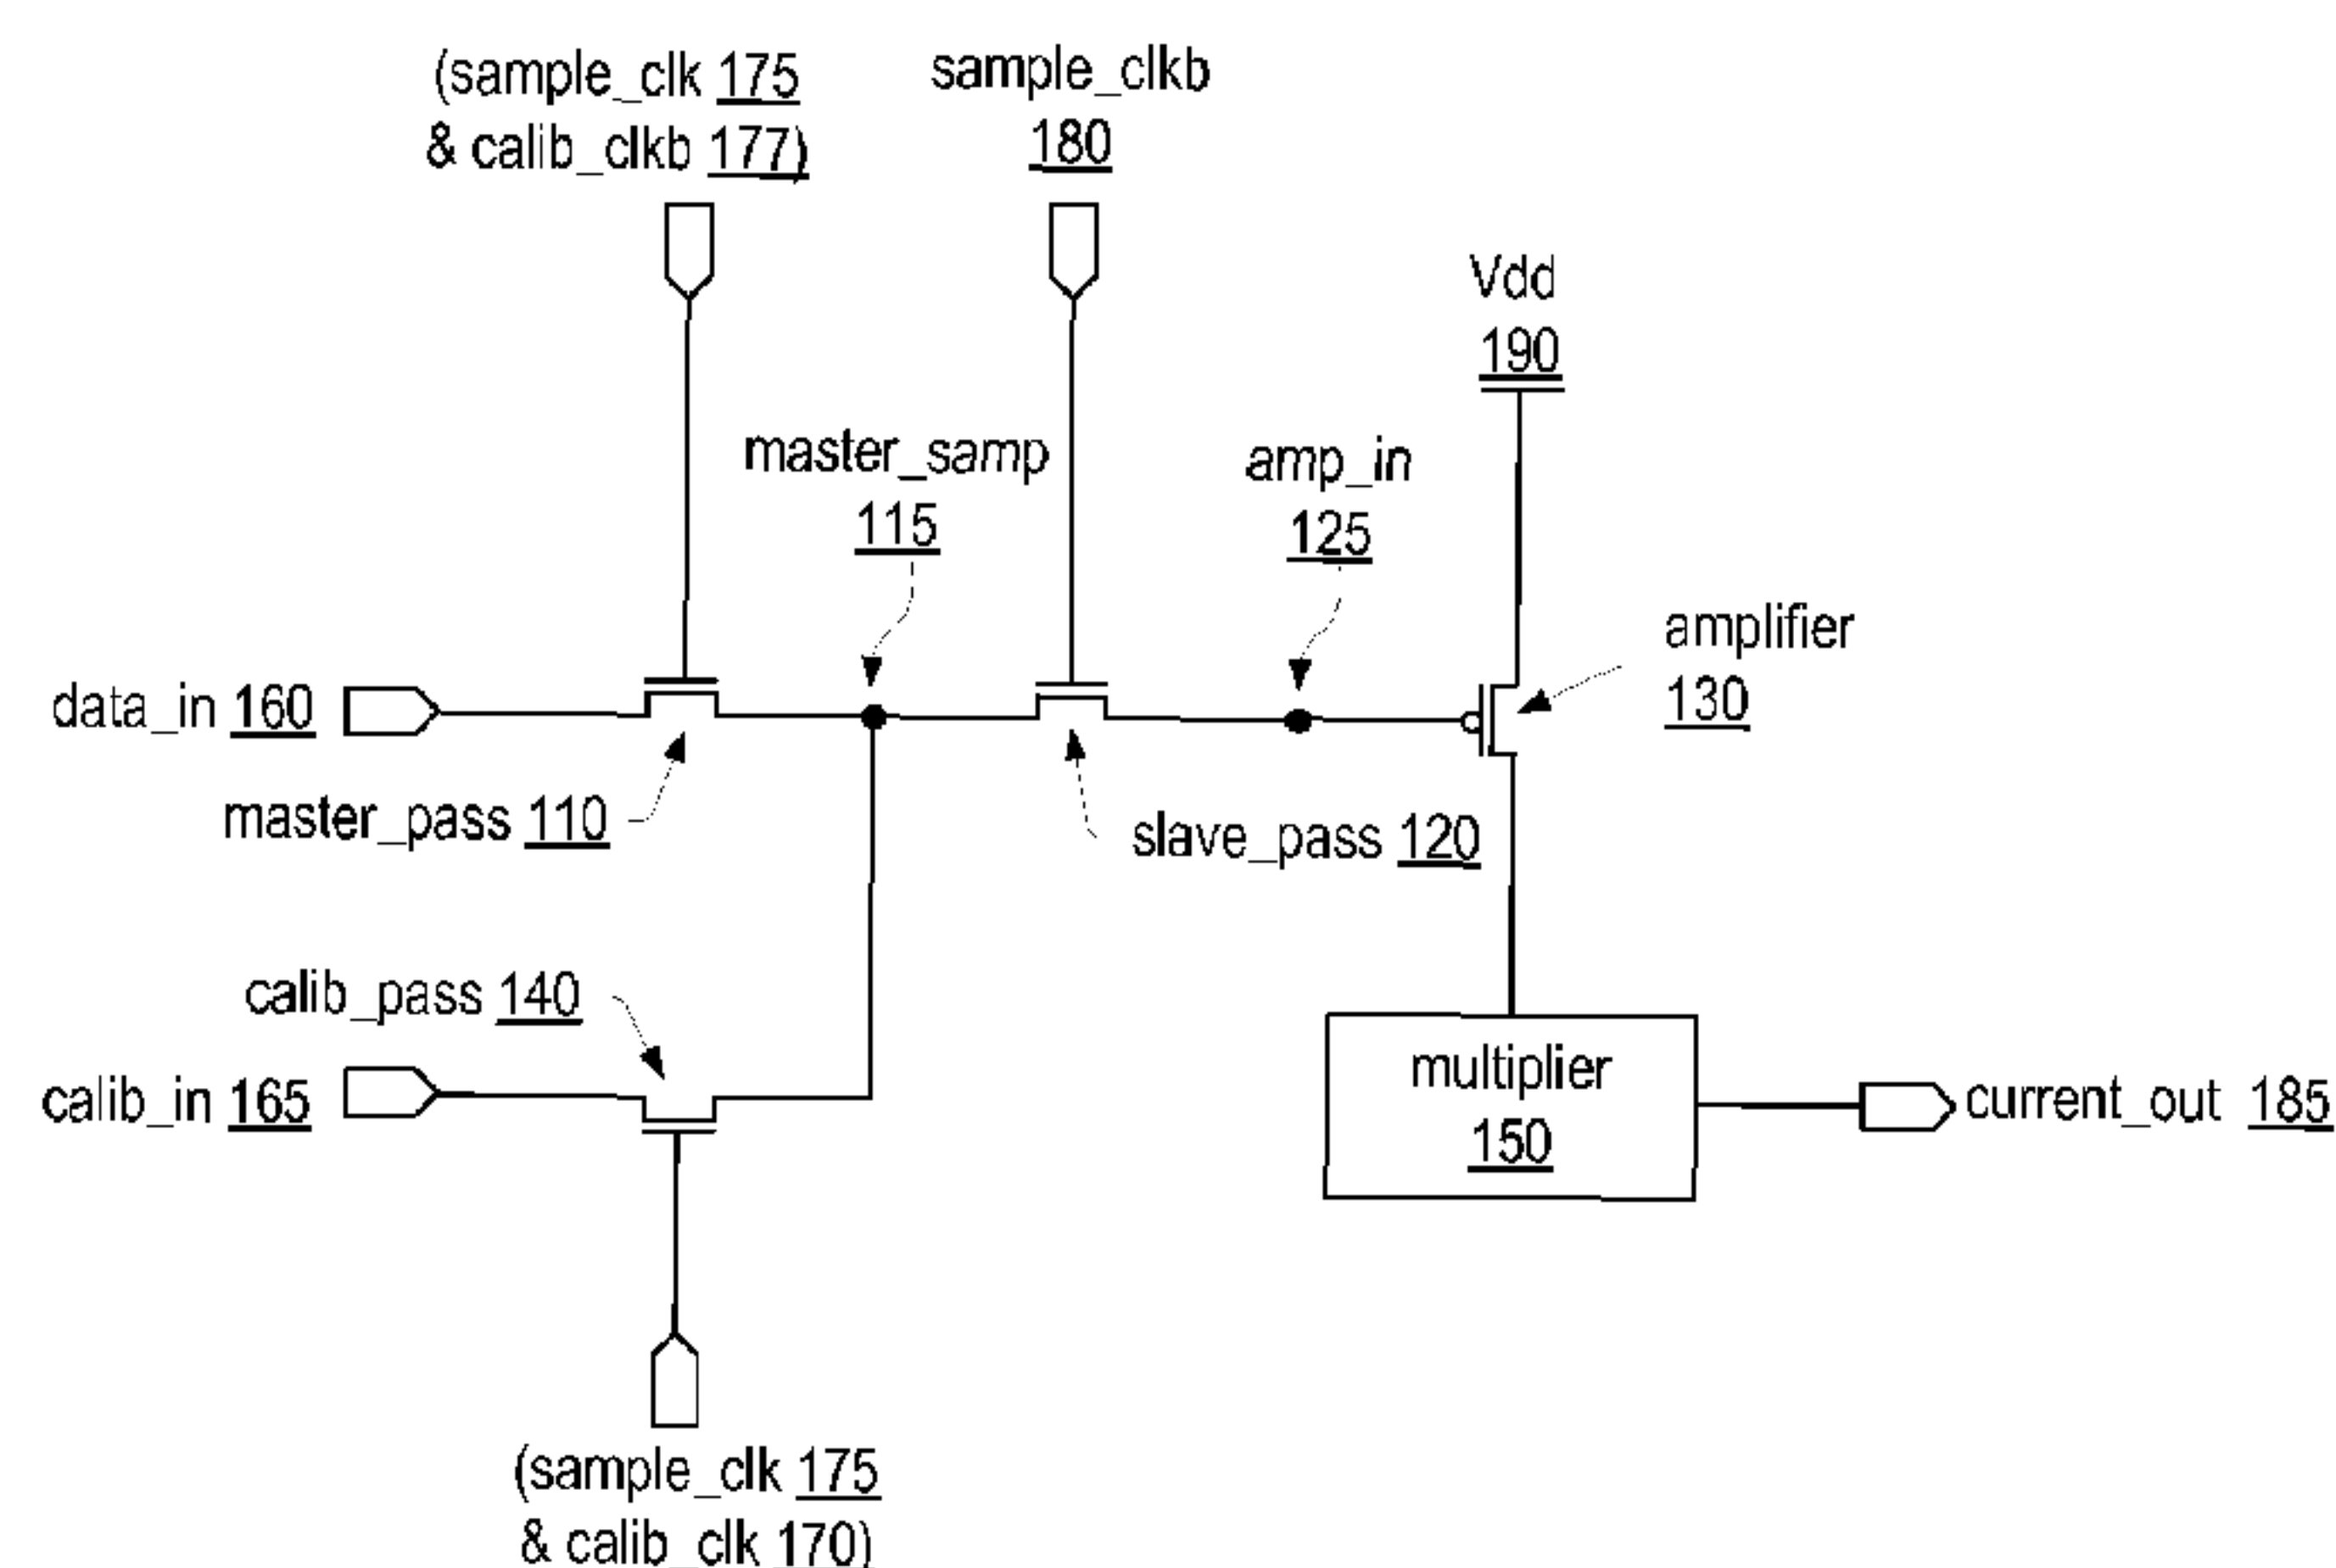 (sample_clk 175
& calib_clkb 177)
sample_clkb
180
Vdd
190
master_samp
115
amp_in
125
amplifier
130
data_in 160
master_pass 110
slave_pass 120
calib_pass 140
calib_in 165
multiplier
150
current_out 185
(sample_clk 175
& calib_clk 170)